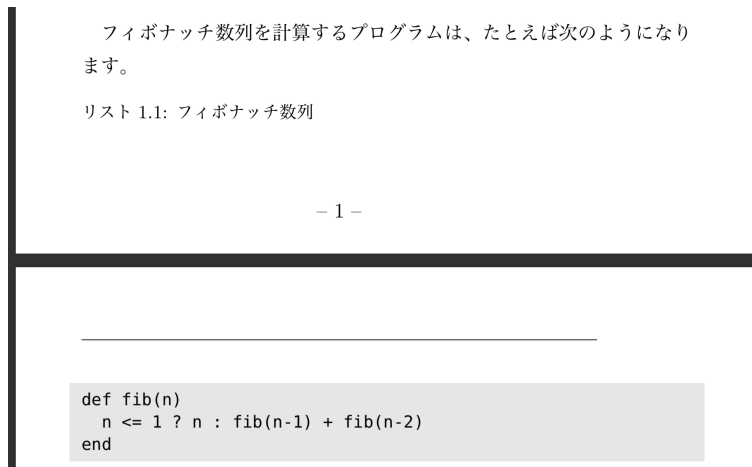 フィボナッチ数列を計算するプログラムは、たとえば次のようになり
ます。
リスト 1.1: フィボナッチ数列
– 1 –
def fib(n)
  n <= 1 ? n : fib(n-1) + fib(n-2)
end